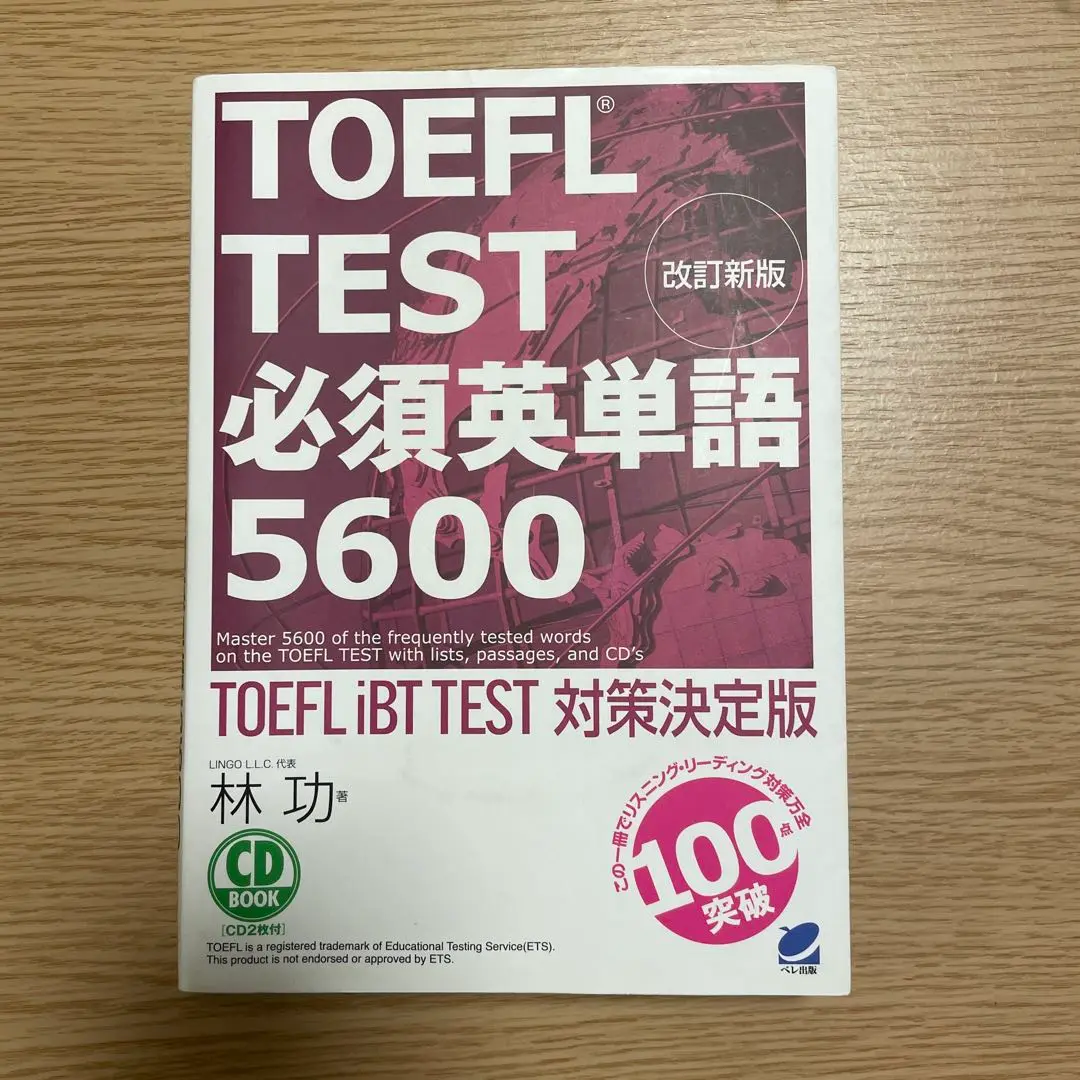 TOEFL®
TEST
改訂新版
必須英単語
5600
Master 5600 of the frequently tested words
on the TOEFL TEST with lists, passages, and CD's
TOEFL iBT TEST 対策決定版
LINGO L.L.C. 代表
林 功 著
この一冊でリスニング・リーディング対策万全
100点
突破
CD
BOOK
[CD2枚付]
TOEFL is a registered trademark of Educational Testing Service(ETS).
This product is not endorsed or approved by ETS.
ベレ出版